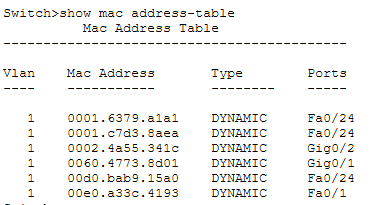 Switch>show mac address-table
Mac Address Table
-------------------------------------------
Vlan    Mac Address       Type        Ports
----    -----------       --------    -----
1    0001.6379.a1a1    DYNAMIC     Fa0/24
1    0001.c7d3.8aea    DYNAMIC     Fa0/24
1    0002.4a55.341c    DYNAMIC     Gig0/2
1    0060.4773.8d01    DYNAMIC     Gig0/1
1    00d0.bab9.15a0    DYNAMIC     Fa0/24
1    00e0.a33c.4193    DYNAMIC     Fa0/1